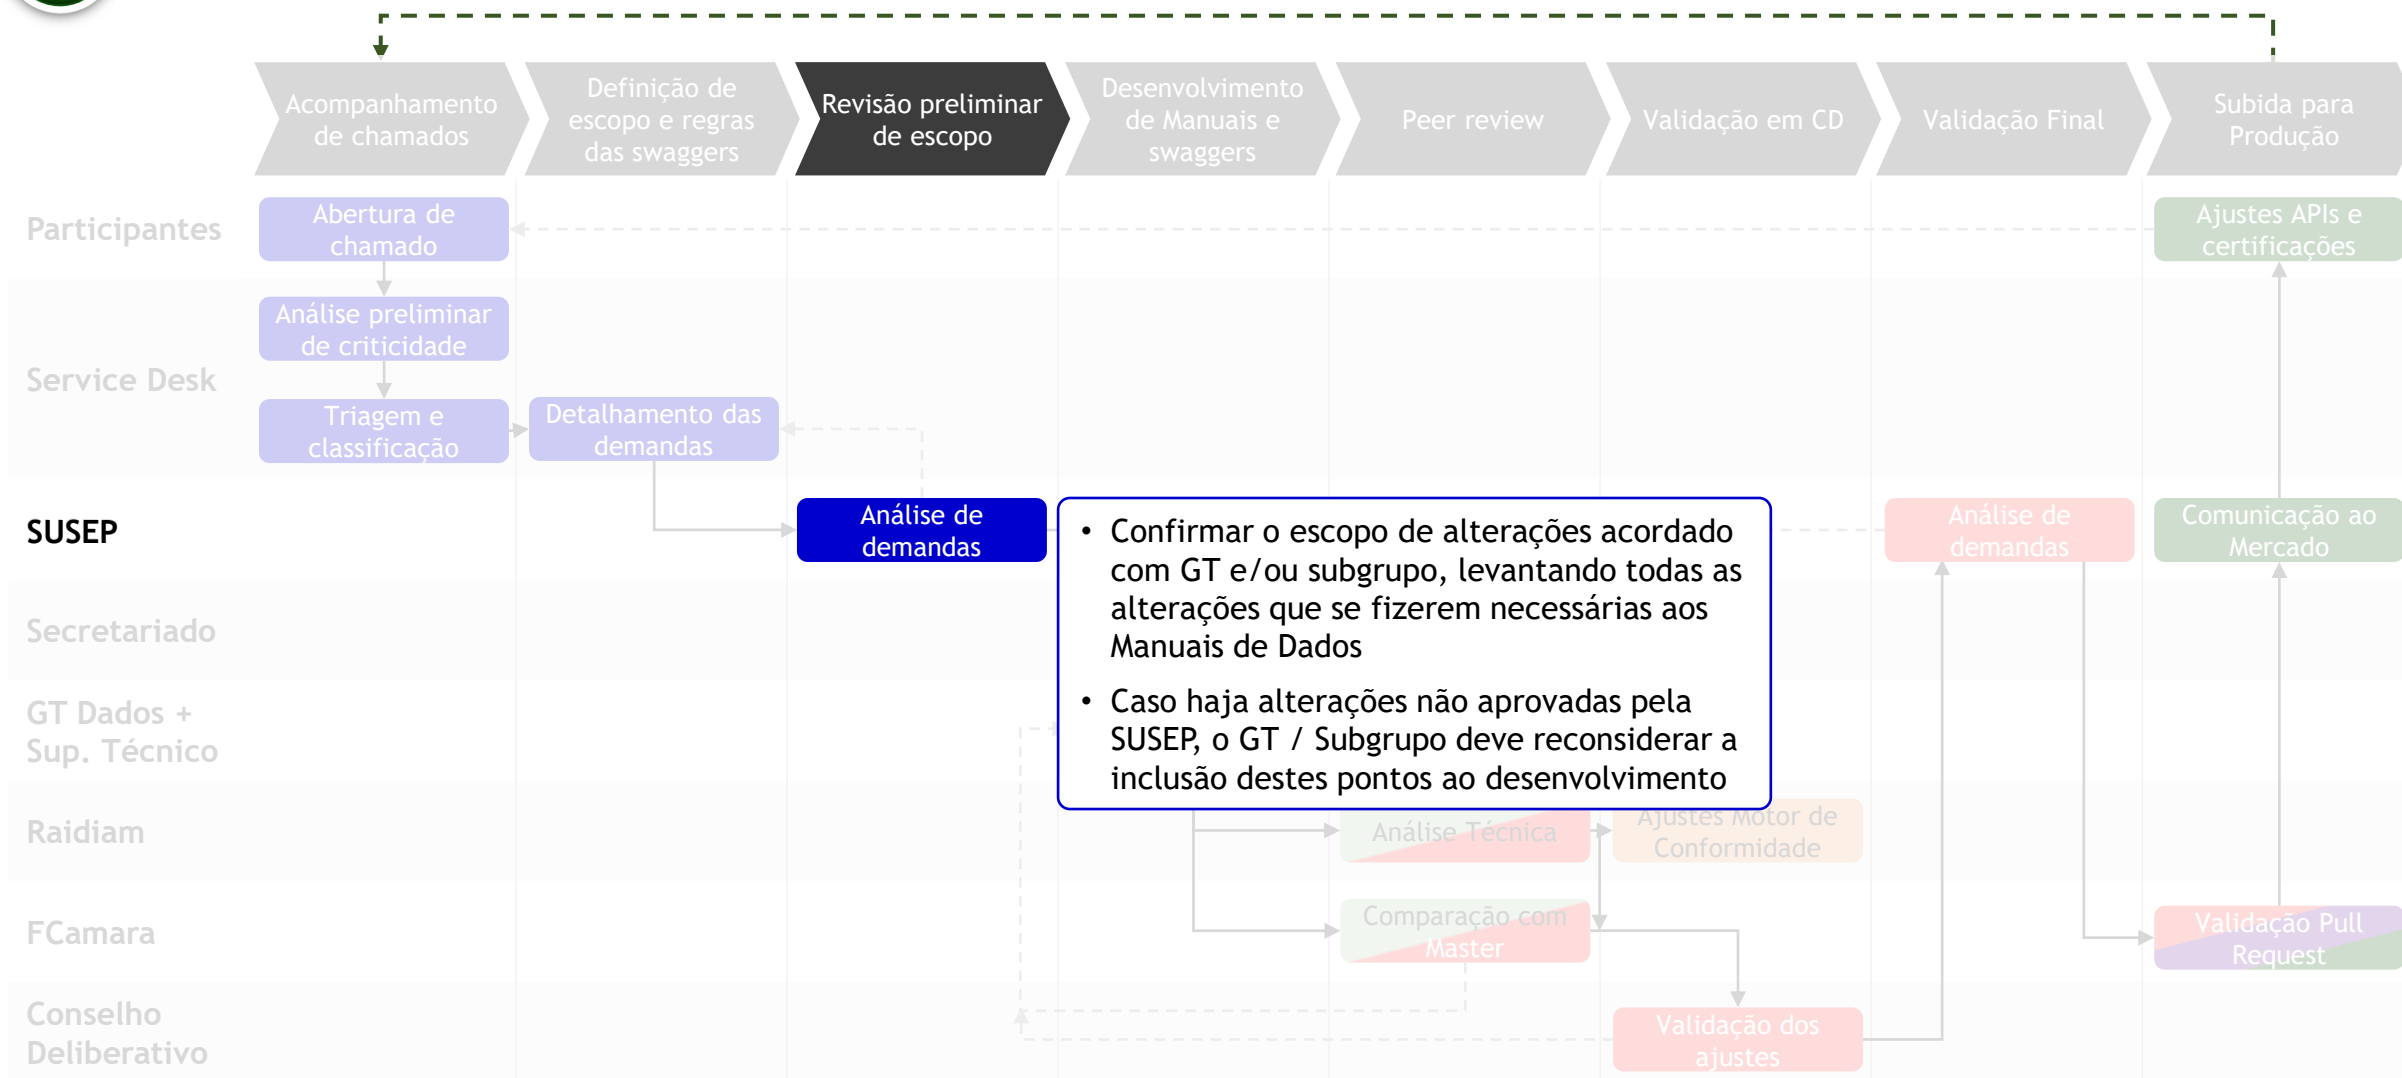 Acompanhamento
de chamados
Definição de
escopo e regras
das swaggers
Revisão preliminar
de escopo
Desenvolvimento
de Manuais e
swaggers
Peer review
Validação em CD
Validação Final
Subida para
Produção
Participantes
Abertura de
chamado
Ajustes APIs e
certificações
Service Desk
Análise preliminar
de criticidade
Triagem e
classificação
Detalhamento das
demandas
SUSEP
Análise de
demandas
• Confirmar o escopo de alterações acordado
com GT e/ou subgrupo, levantando todas as
alterações que se fizerem necessárias aos
Manuais de Dados
• Caso haja alterações não aprovadas pela
SUSEP, o GT / Subgrupo deve reconsiderar a
inclusão destes pontos ao desenvolvimento
Análise de
demandas
Comunicação ao
Mercado
Secretariado
GT Dados +
Sup. Técnico
Raidiam
Análise Técnica
Ajustes Motor de
Conformidade
FCamara
Comparação com
Master
Validação Pull
Request
Conselho
Deliberativo
Validação dos
ajustes